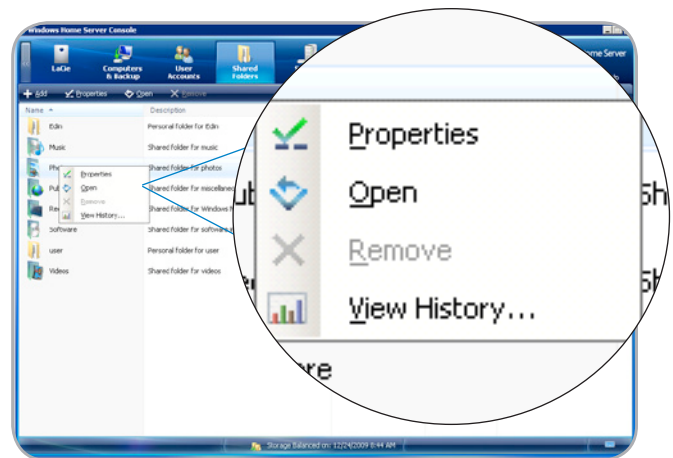 Windows Home Server Console
LaCie
Computers & Backup
User Accounts
Shared Folders
Home Server
Add Properties Open Remove
Name Description
Edin Personal folder for Edin
Music Shared folder for music
Shared folder for photos
Shared folder for miscellaneo
Shared folder for Windows
Software Shared folder for software
user Personal folder for user
Videos Shared folder for videos
Properties
Open
Remove
View History...
Properties
Open
Remove
View History...
Storage Balanced on: 12/24/2009 8:44 AM